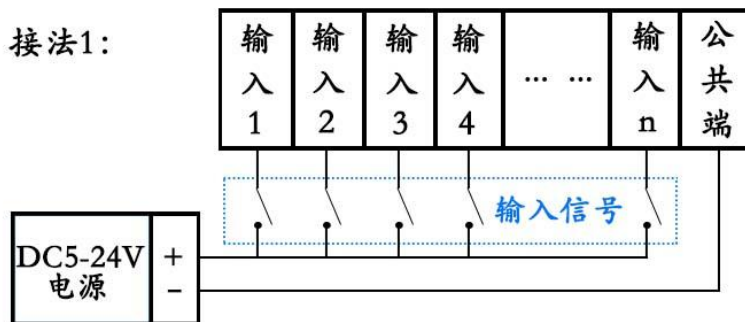 接法1:
输入1
输入2
输入3
输入4
... ...
输入n
公共端
输入信号
DC5-24V
电源
+
-